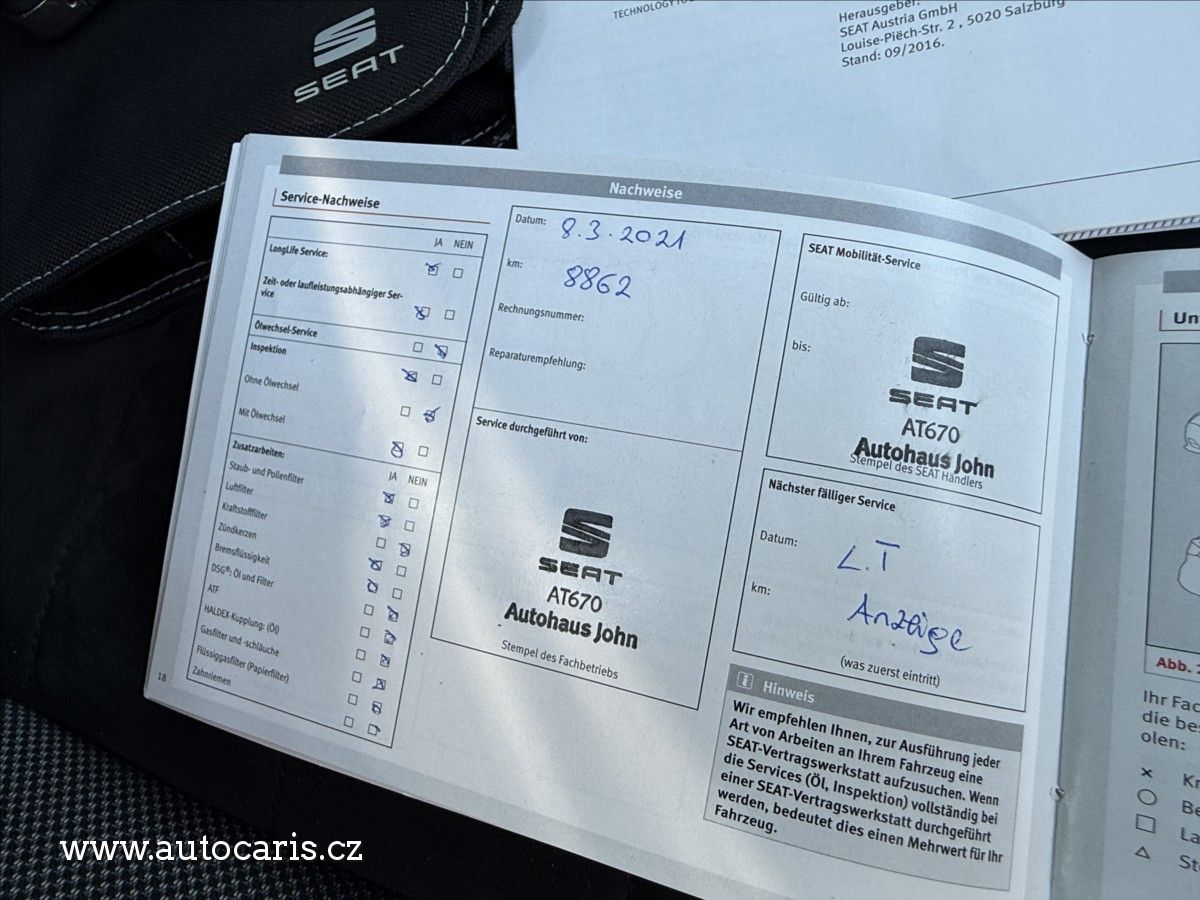 SEAT
Herausgeber:
SEAT Austria GmbH
Louise-Piëch-Str. 2 , 5020 Salzburg
Stand: 09/2016.
Nachweise
Service-Nachweise
JA NEIN
LongLife Service:
Zeit- oder laufleistungsabhängiger Ser-
vice
Ölwechsel-Service
Inspektion
Ohne Ölwechsel
Mit Ölwechsel
Zusatzarbeiten:
JA NEIN
Staub- und Pollenfilter
Luftfilter
Kraftstofffilter
Zündkerzen
Bremsflüssigkeit
DSG®: Öl und Filter
ATF
HALDEX-Kupplung: (Öl)
Gasfilter und -schläuche
Flüssiggasfilter (Papierfilter)
Zahnriemen
18
Datum: 8.3.2021
km: 8862
Rechnungsnummer:
Reparaturempfehlung:
Service durchgeführt von:
SEAT
AT670
Autohaus John
Stempel des Fachbetriebs
SEAT Mobilität-Service
Gültig ab:
bis:
SEAT
AT670
Autohaus John
Stempel des SEAT Händlers
Nächster fälliger Service
Datum: L.T
km: Anzeige
(was zuerst eintritt)
Hinweis
Wir empfehlen Ihnen, zur Ausführung jeder
Art von Arbeiten an Ihrem Fahrzeug eine
SEAT-Vertragswerkstatt aufzusuchen. Wenn
die Services (Öl, Inspektion) vollständig bei
einer SEAT-Vertragswerkstatt durchgeführt
werden, bedeutet dies einen Mehrwert für Ihr
Fahrzeug.
Abb.
Ihr Fac
die be
olen:
www.autocaris.cz